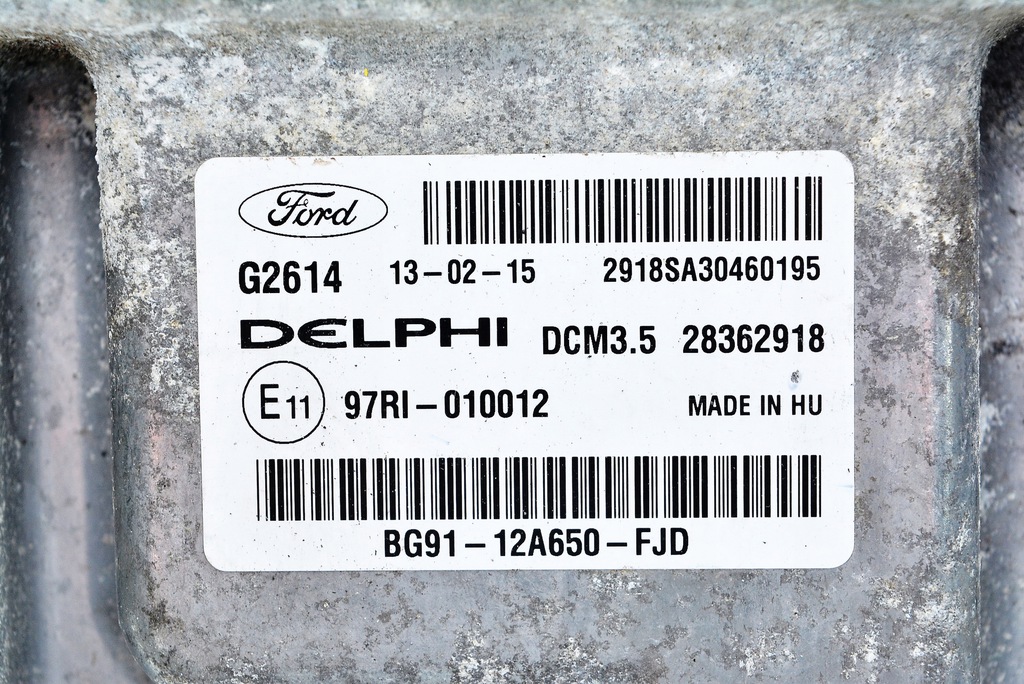 Ford
G2614 13-02-15 2918SA30460195
DELPHI DCM3.5 28362918
E11 97RI-010012 MADE IN HU
BG91-12A650-FJD